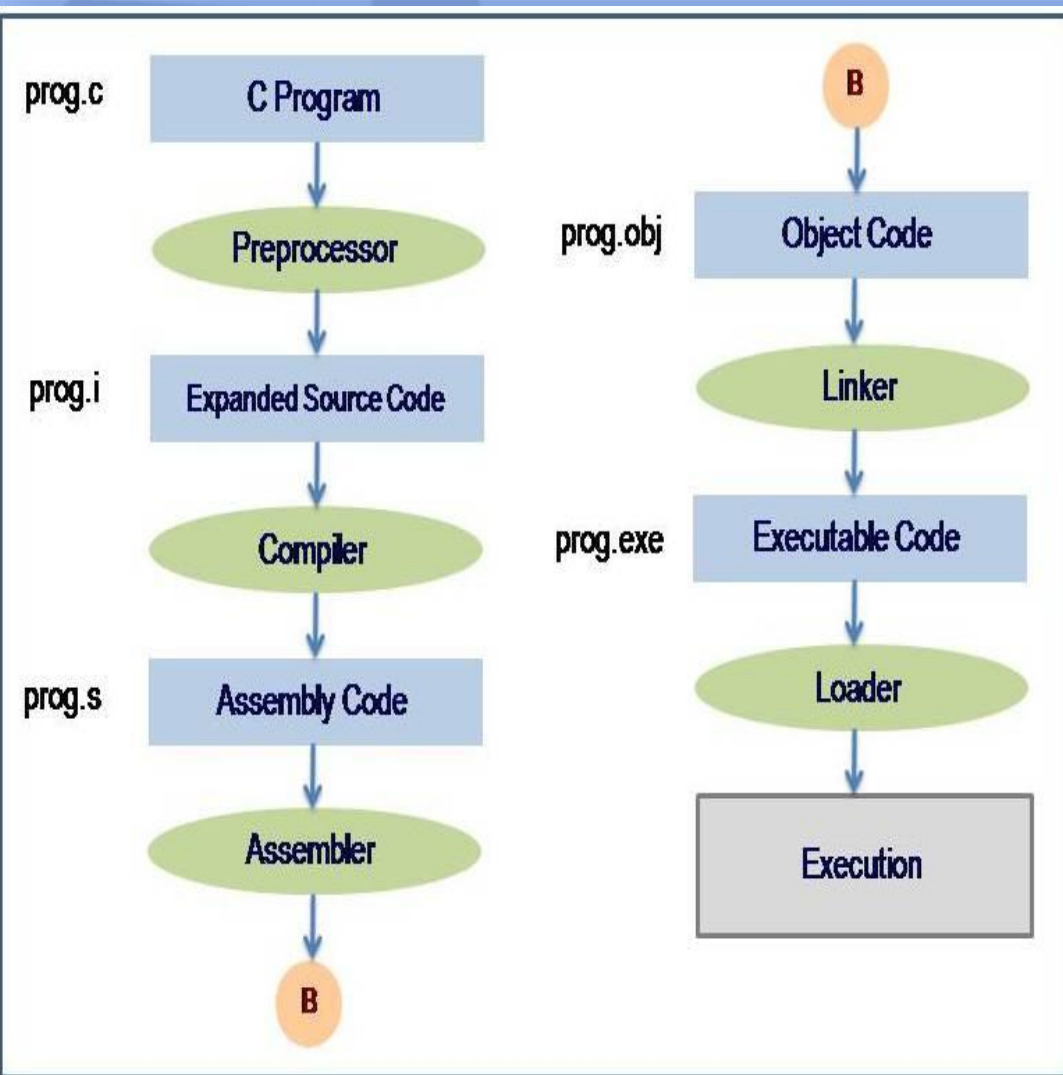 prog.c
C Program
Preprocessor
prog.i
Expanded Source Code
Compiler
prog.s
Assembly Code
Assembler
B
B
prog.obj
Object Code
Linker
prog.exe
Executable Code
Loader
Execution